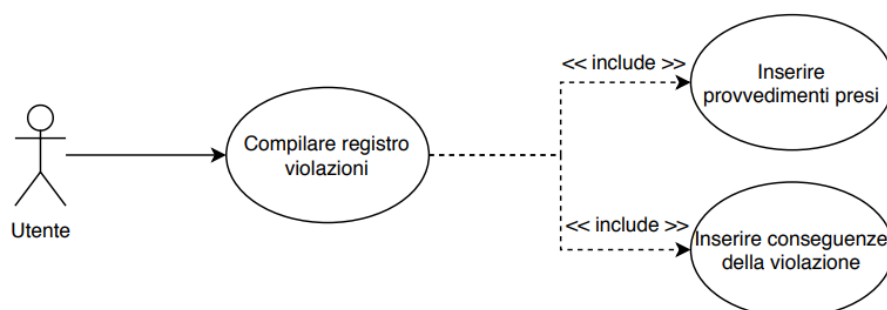 << include >>
Inserire
provvedimenti presi
Compilare registro
violazioni
Utente
<< include >>
Inserire conseguenze
della violazione